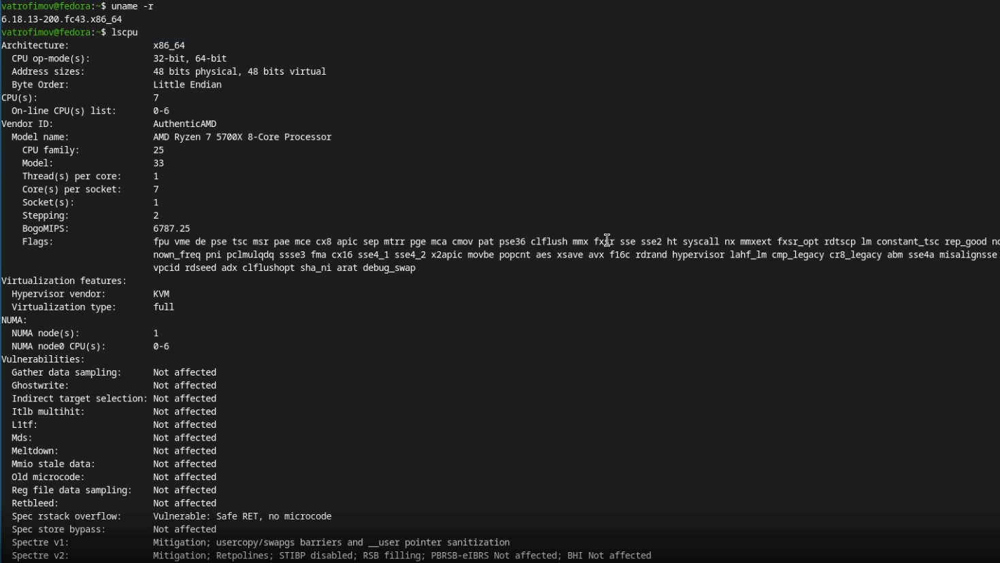 vatrofimov@fedora:~$ uname -r
6.18.13-200.fc43.x86_64
vatrofimov@fedora:~$ lscpu
Architecture: x86_64
CPU op-mode(s): 32-bit, 64-bit
Address sizes: 48 bits physical, 48 bits virtual
Byte Order: Little Endian
CPU(s): 7
On-line CPU(s) list: 0-6
Vendor ID: AuthenticAMD
Model name: AMD Ryzen 7 5700X 8-Core Processor
CPU family: 25
Model: 33
Thread(s) per core: 1
Core(s) per socket: 7
Socket(s): 1
Stepping: 2
BogoMIPS: 6787.25
Flags: fpu vme de pse tsc msr pae mce cx8 apic sep mtrr pge mca cmov pat pse36 clflush mmx fxsr sse sse2 ht syscall nx mmxext fxsr_opt rdtscp lm constant_tsc rep_good
nown_freq pni pclmulqdq ssse3 fma cx16 sse4_1 sse4_2 x2apic movbe popcnt aes xsave avx f16c rdrand hypervisor lahf_lm cmp_legacy cr8_legacy abm sse4a misalignsse
vpcid rdseed adx clflushopt sha_ni arat debug_swap
Virtualization features:
Hypervisor vendor: KVM
Virtualization type: full
NUMA:
NUMA node(s): 1
NUMA node0 CPU(s): 0-6
Vulnerabilities:
Gather data sampling: Not affected
Ghostwrite: Not affected
Indirect target selection: Not affected
Itlb multihit: Not affected
L1tf: Not affected
Mds: Not affected
Meltdown: Not affected
Mmio stale data: Not affected
Old microcode: Not affected
Reg file data sampling: Not affected
Retbleed: Not affected
Spec rstack overflow: Vulnerable: Safe RET, no microcode
Spec store bypass: Not affected
Spectre v1: Mitigation; usercopy/swapgs barriers and __user pointer sanitization
Spectre v2: Mitigation; Retpolines; STIBP disabled; RSB filling; PBRSB-eIBRS Not affected; BHI Not affected